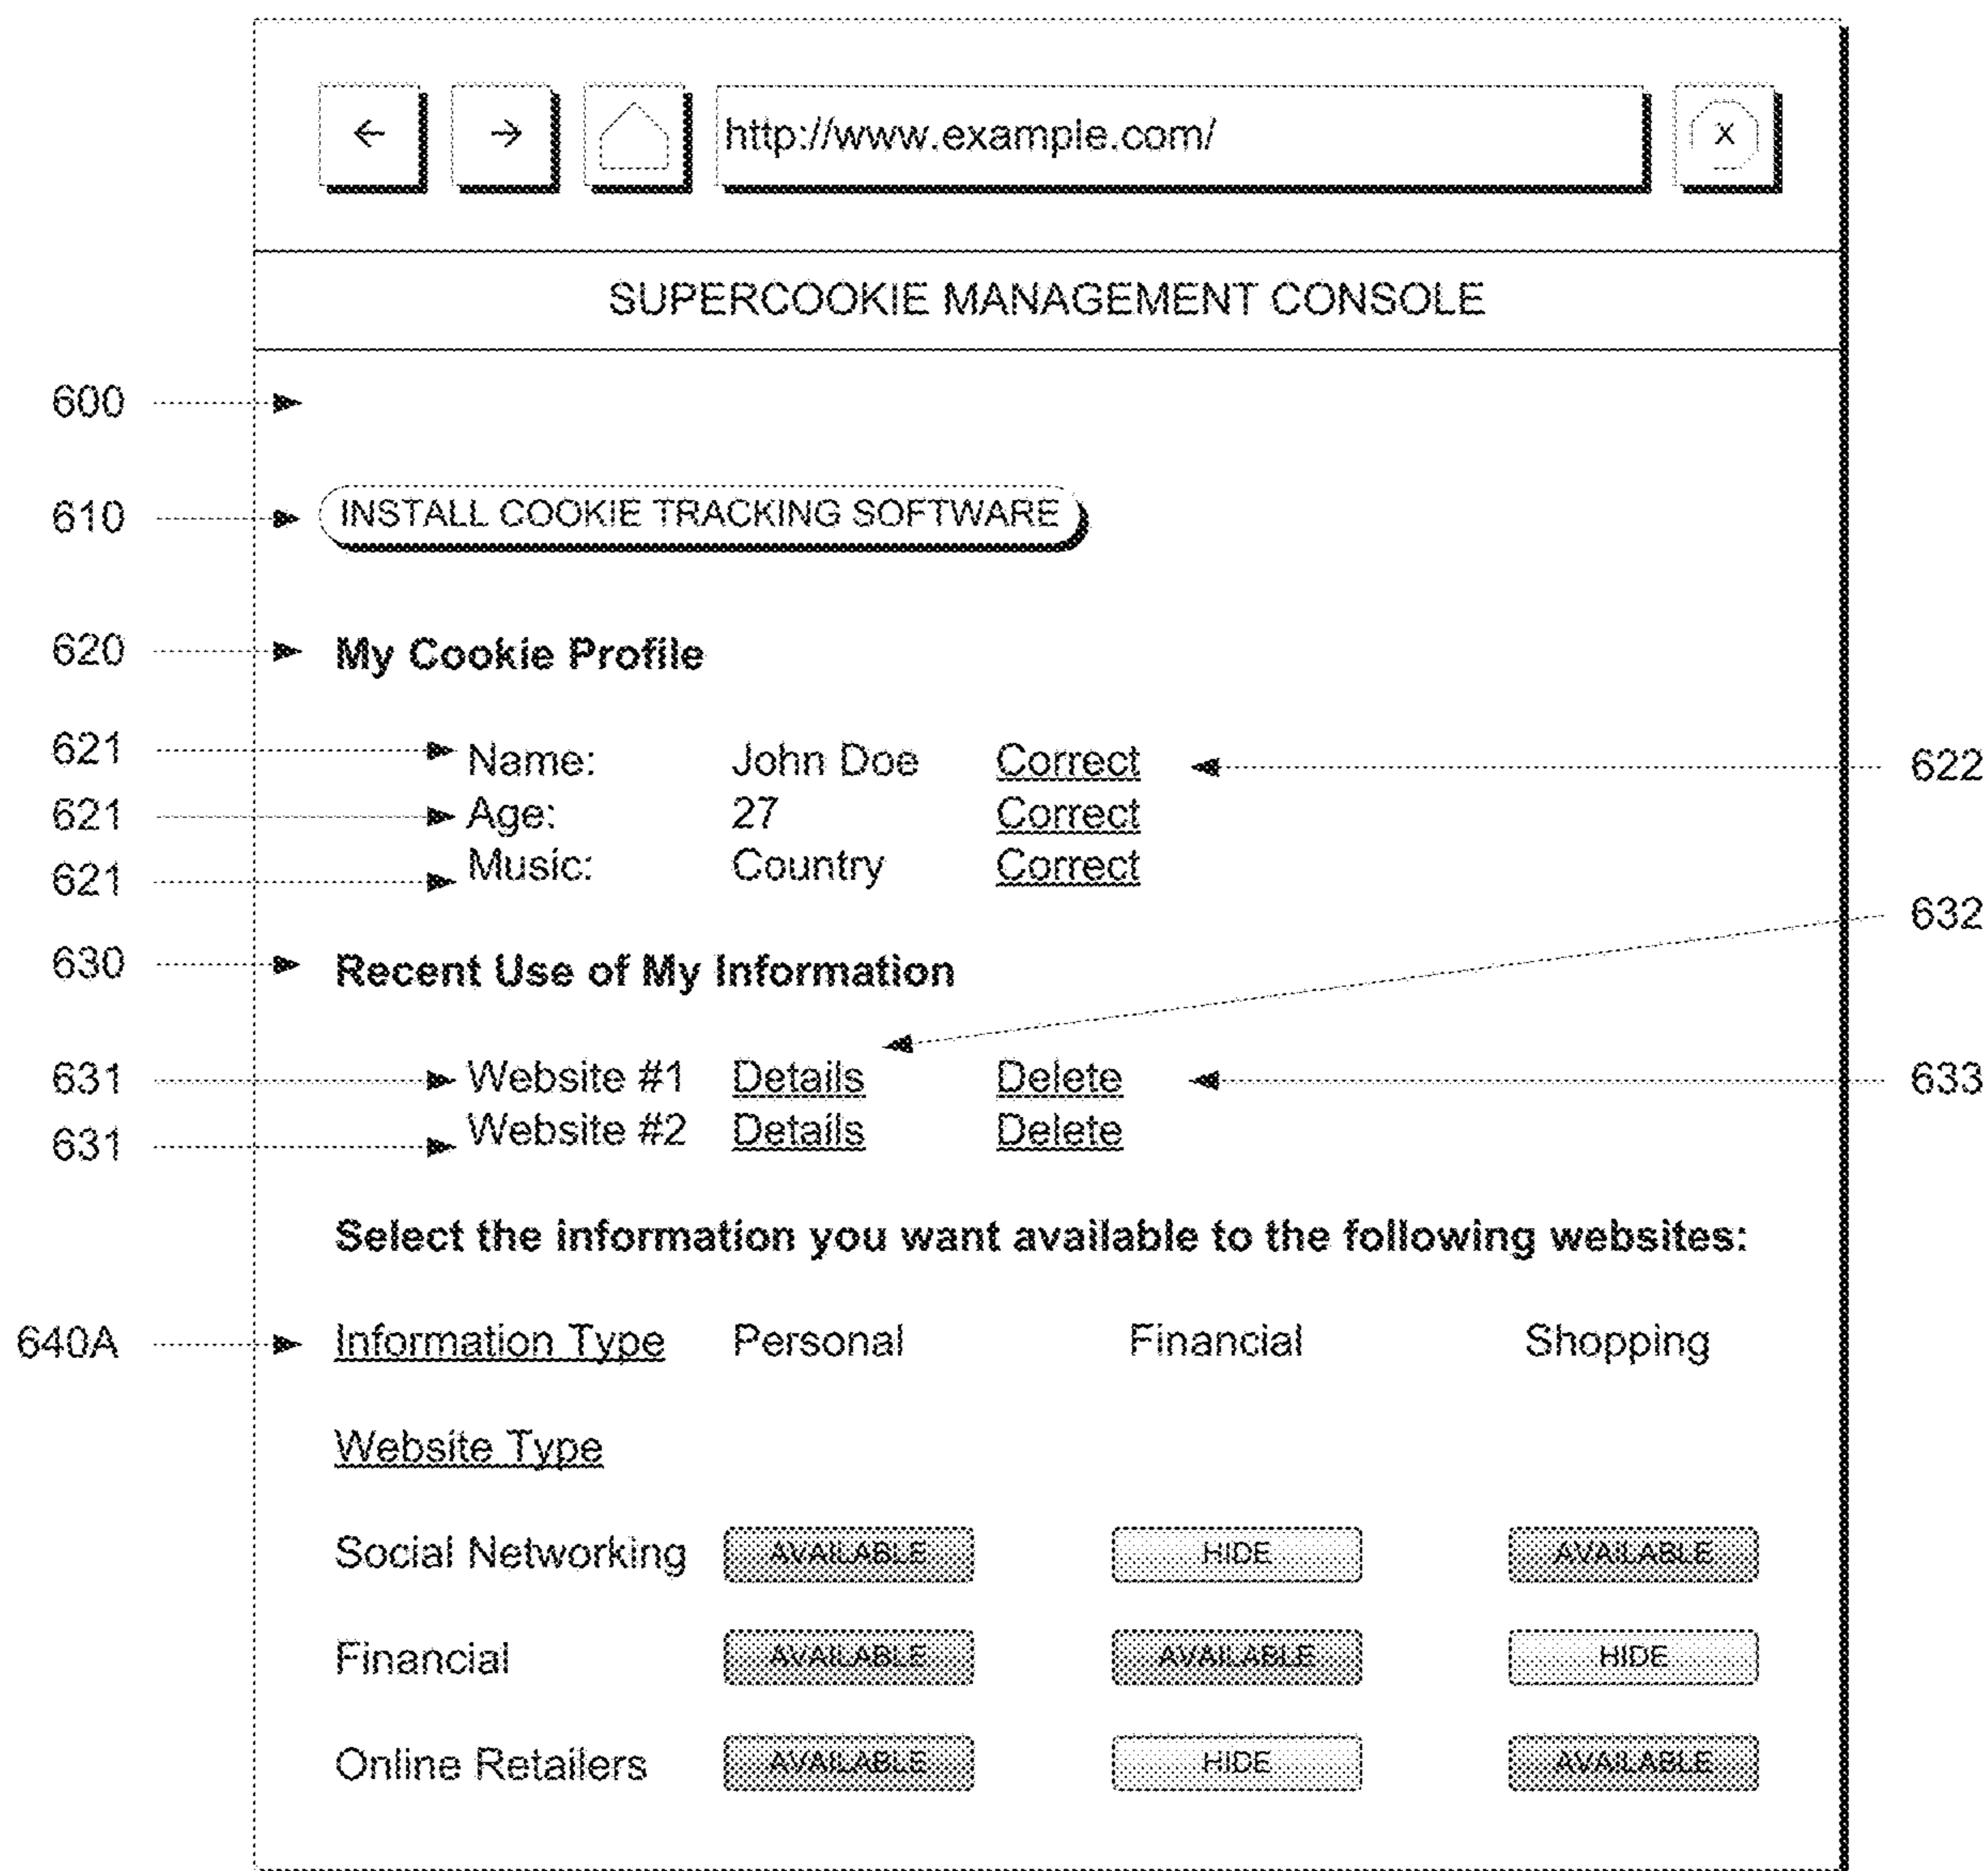 ← → http://www.example.com/ X
SUPERCOOKIE MANAGEMENT CONSOLE
600
610 INSTALL COOKIE TRACKING SOFTWARE
620 My Cookie Profile
621 Name: John Doe Correct 622
621 Age: 27 Correct
621 Music: Country Correct
632
630 Recent Use of My Information
631 Website #1 Details Delete 633
631 Website #2 Details Delete
Select the information you want available to the following websites:
640A Information Type Personal Financial Shopping
Website Type
Social Networking AVAILABLE HIDE AVAILABLE
Financial AVAILABLE AVAILABLE HIDE
Online Retailers AVAILABLE HIDE AVAILABLE